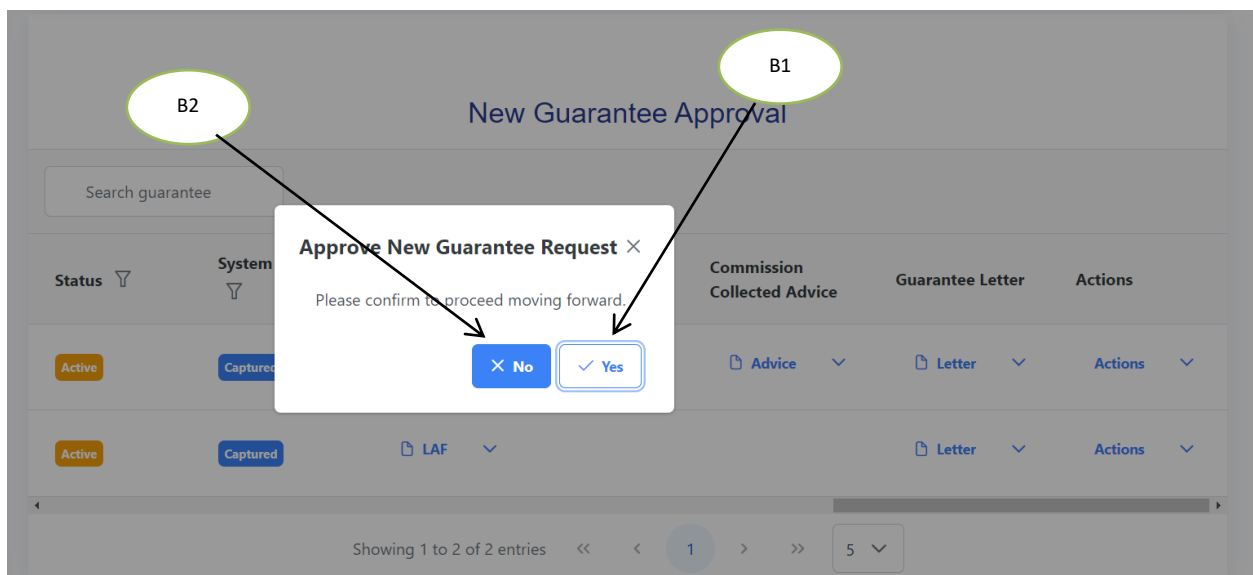 B1
B2
New Guarantee Approval
Search guarantee
Approve New Guarantee Request
Please confirm to proceed moving forward.
No
Yes
Status
System
Commission
Collected Advice
Guarantee Letter
Actions
Active
Captured
Advice
Letter
Actions
Active
Captured
LAF
Letter
Actions
Showing 1 to 2 of 2 entries
1
5